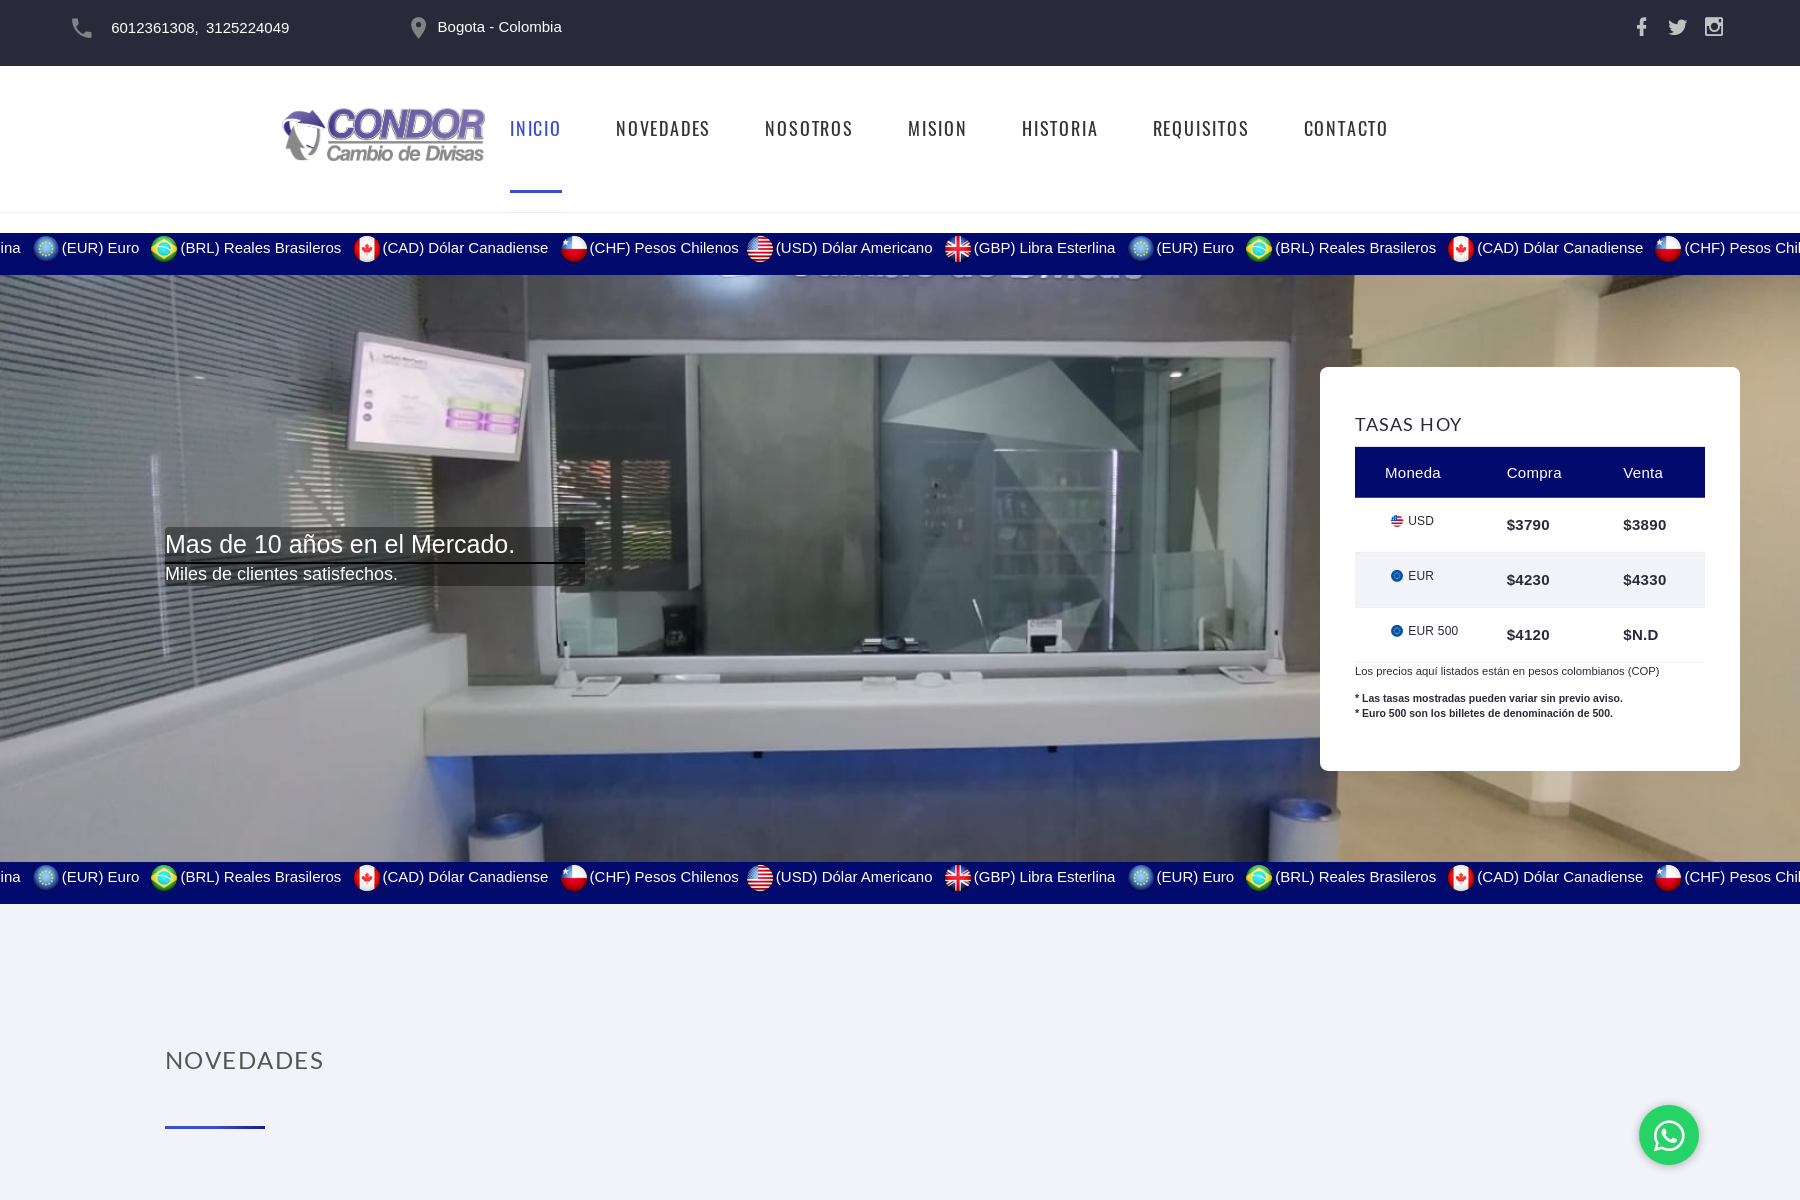 6012361308, 3125224049
Bogota - Colombia
CONDOR
Cambio de Divisas
INICIO NOVEDADES NOSOTROS MISION HISTORIA REQUISITOS CONTACTO
ina (EUR) Euro (BRL) Reales Brasileros (CAD) Dólar Canadiense (CHF) Pesos Chilenos (USD) Dólar Americano (GBP) Libra Esterlina (EUR) Euro (BRL) Reales Brasileros (CAD) Dólar Canadiense (CHF) Pesos Chil
Mas de 10 años en el Mercado.
Miles de clientes satisfechos.
TASAS HOY
Moneda Compra Venta
USD $3790 $3890
EUR $4230 $4330
EUR 500 $4120 $N.D
Los precios aquí listados están en pesos colombianos (COP)
* Las tasas mostradas pueden variar sin previo aviso.
* Euro 500 son los billetes de denominación de 500.
ina (EUR) Euro (BRL) Reales Brasileros (CAD) Dólar Canadiense (CHF) Pesos Chilenos (USD) Dólar Americano (GBP) Libra Esterlina (EUR) Euro (BRL) Reales Brasileros (CAD) Dólar Canadiense (CHF) Pesos Chil
NOVEDADES